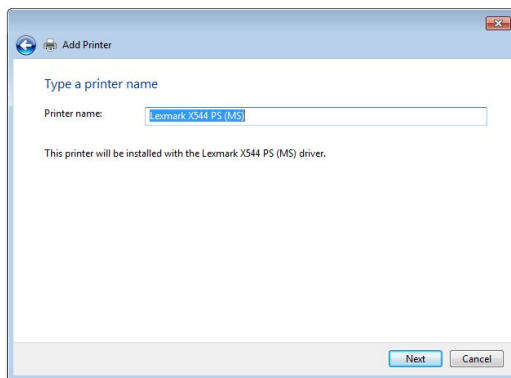 Add Printer
Type a printer name
Printer name: Lexmark X544 PS (MS)
This printer will be installed with the Lexmark X544 PS (MS) driver.
Next Cancel